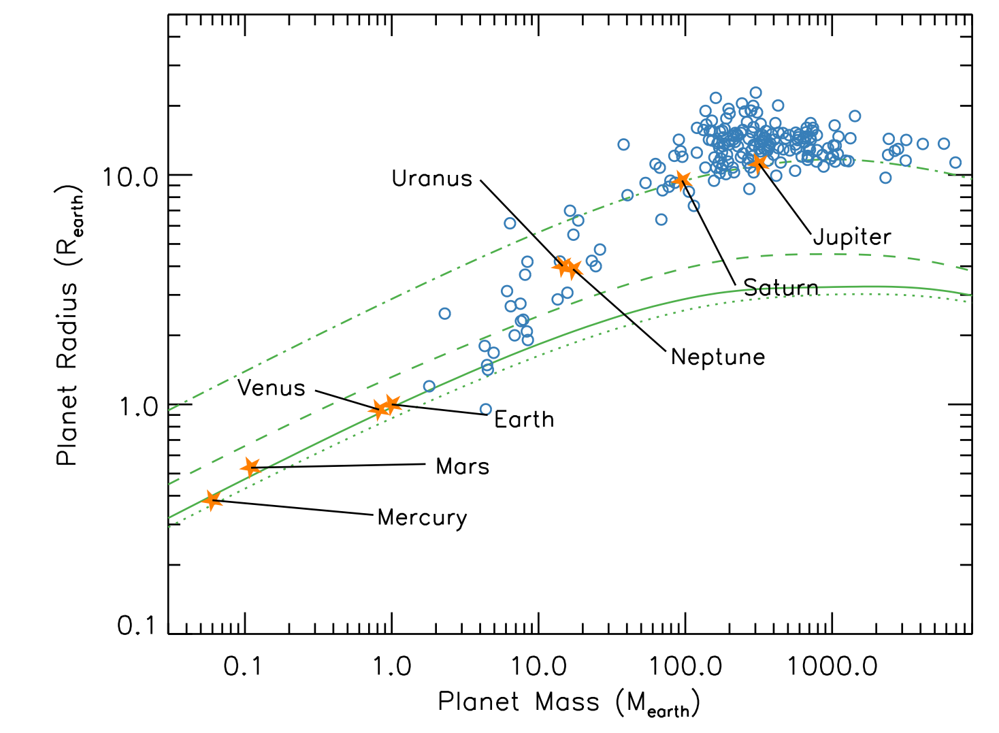 10.0
Uranus
Planet Radius (Rearth)
Jupiter
Saturn
Neptune
Venus
1.0
Earth
Mars
Mercury
0.1
0.1 1.0 10.0 100.0 1000.0
Planet Mass (Mearth)